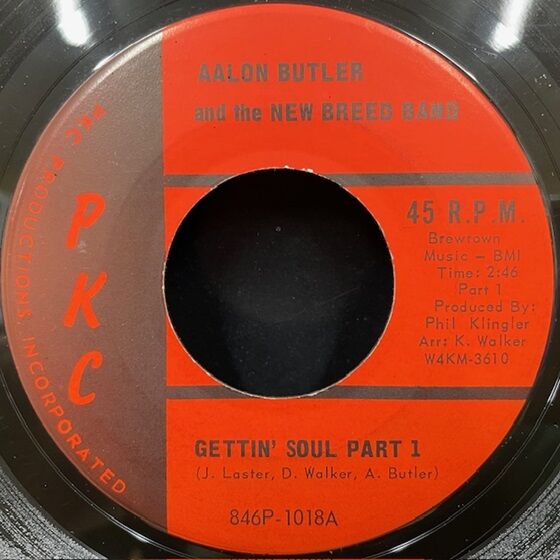 AALON BUTLER
and the NEW BREED BAND
PKC PRODUCTIONS, INCORPORATED
PKC
45 R.P.M.
Brewtown
Music - BMI
Time: 2:46
Part 1
Produced By:
Phil Klingler
Arr: K. Walker
W4KM-3610
GETTIN' SOUL PART 1
(J. Laster, D. Walker, A. Butler)
846P-1018A